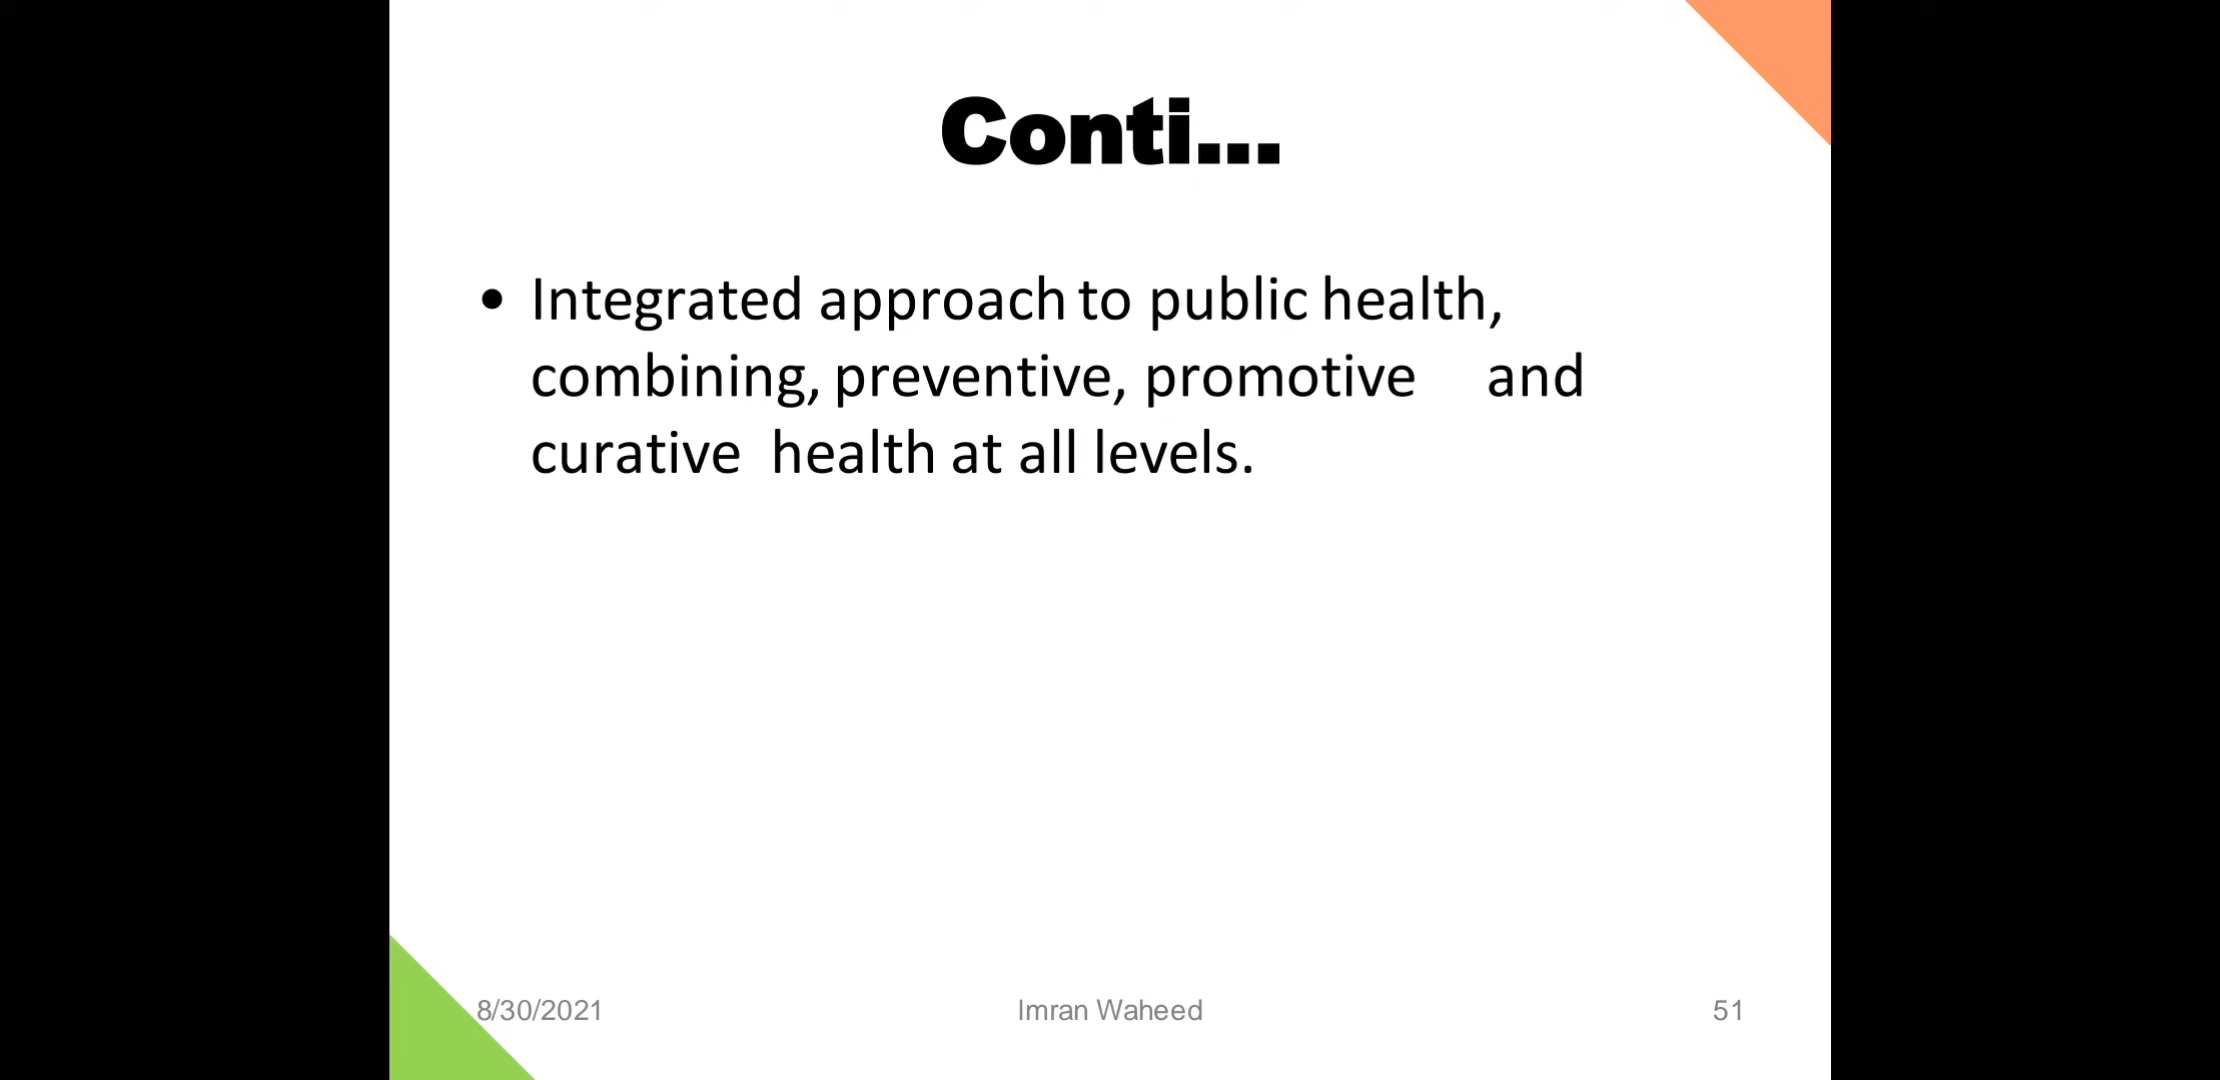 Conti...
• Integrated approach to public health,
combining, preventive, promotive and
curative health at all levels.
8/30/2021
Imran Waheed
51